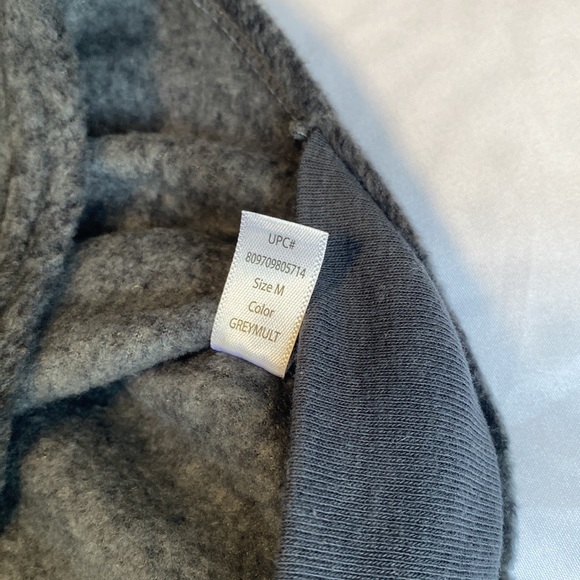 UPC#
809709805714
Size M
Color
GREYMULT